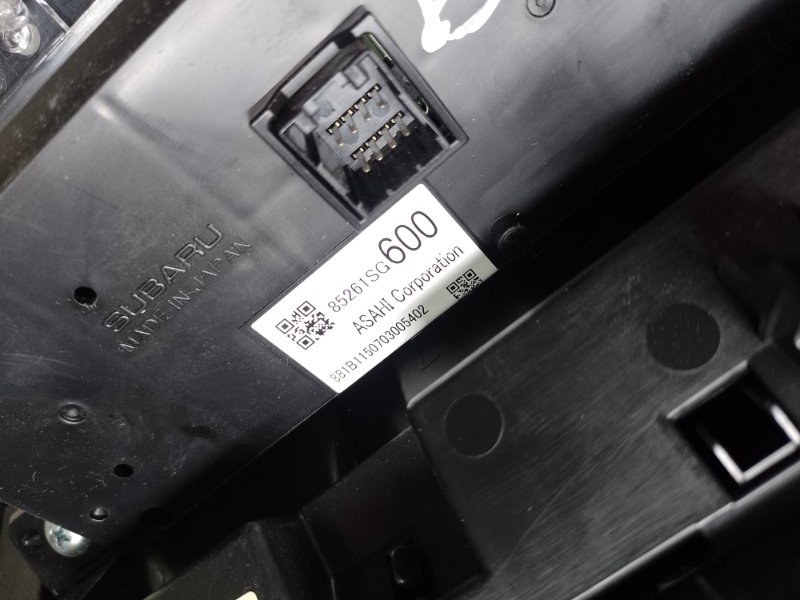 SUBARU
MADE IN JAPAN
85261SG600
ASAHI Corporation
881B1150703005402